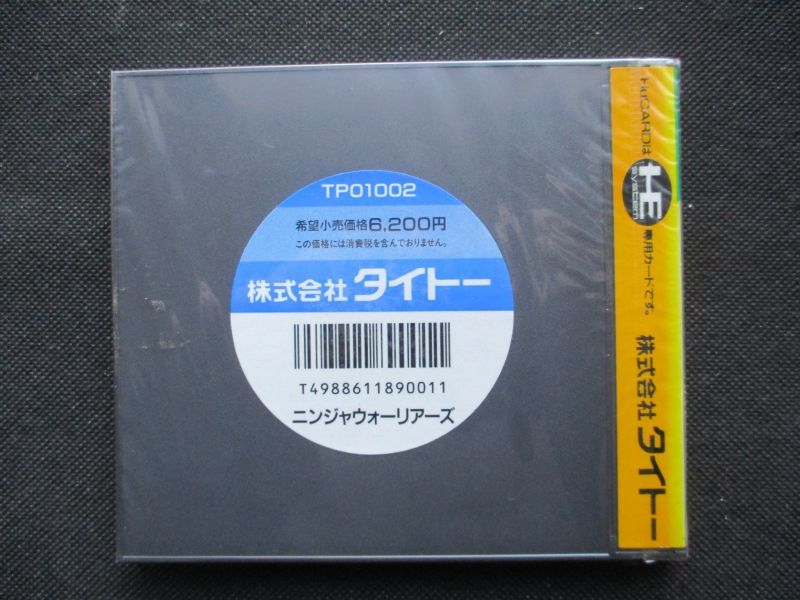 TP01002
希望小売価格6,200円
この価格には消費税を含んでおりません。
株式会社 タイトー
T4988611890011
ニンジャウォーリアーズ
HuCARDは HE system 専用カードです。
株式会社 タイトー